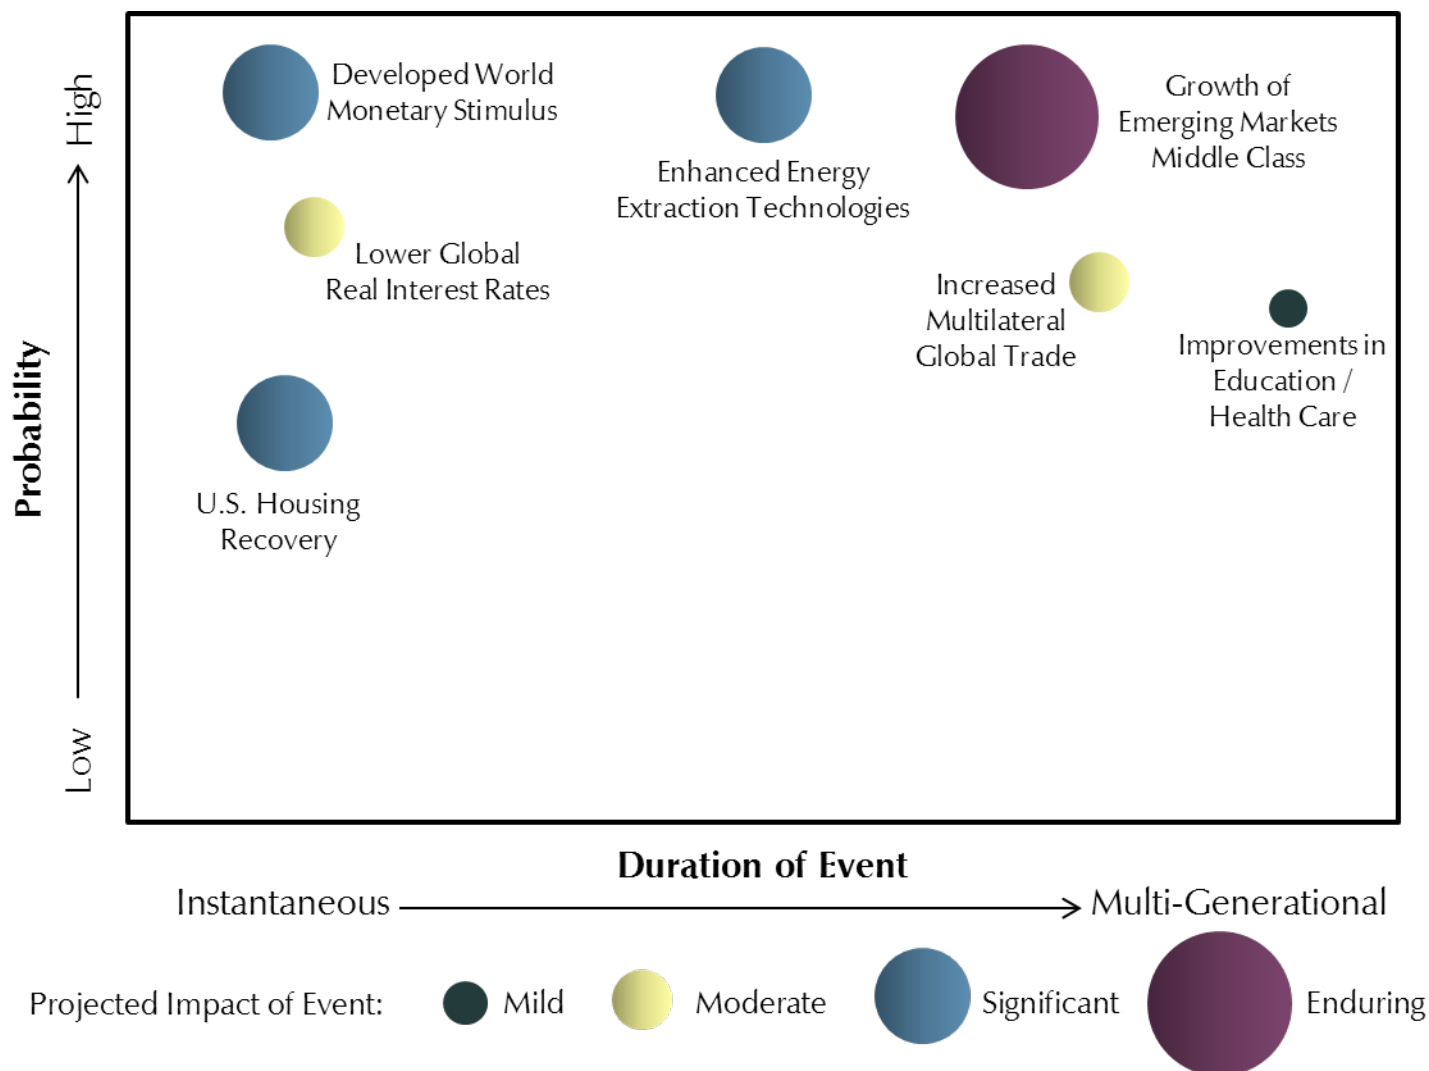 High
Probability
Low
Developed World
Monetary Stimulus
Enhanced Energy
Extraction Technologies
Growth of
Emerging Markets
Middle Class
Lower Global
Real Interest Rates
Increased
Multilateral
Global Trade
Improvements in
Education /
Health Care
U.S. Housing
Recovery
Duration of Event
Instantaneous
Multi-Generational
Projected Impact of Event:
Mild
Moderate
Significant
Enduring